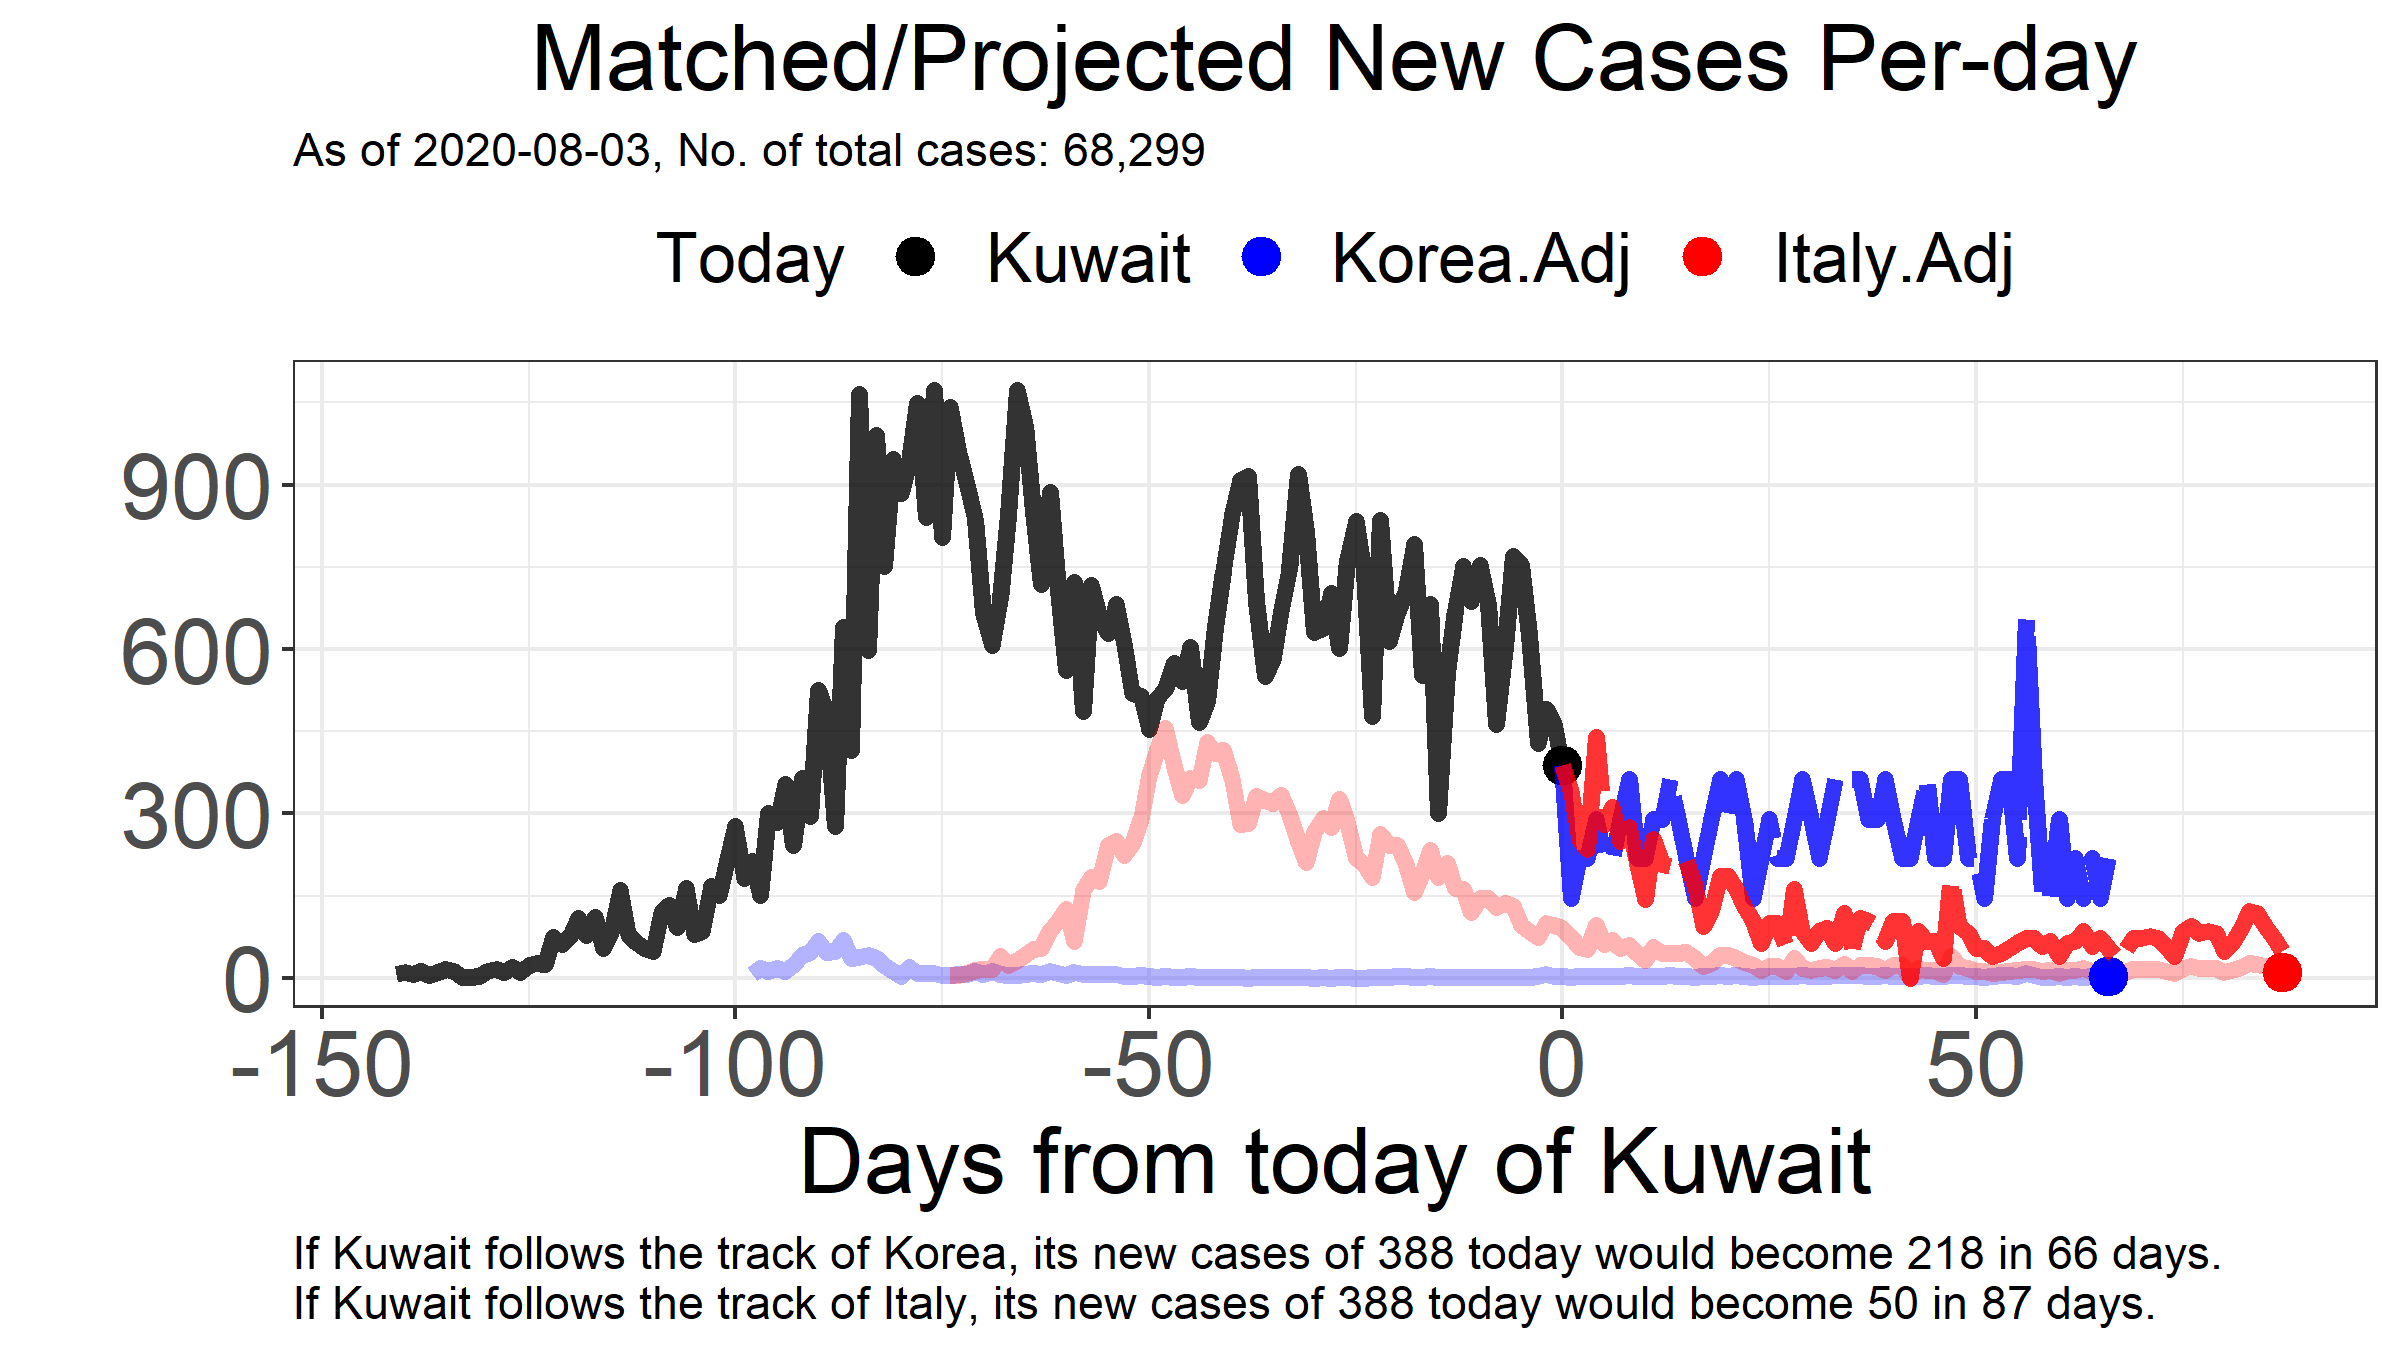 Matched/Projected New Cases Per-day
As of 2020-08-03, No. of total cases: 68,299
Today Kuwait Korea.Adj Italy.Adj
900
600
300
0
-150 -100 -50 0 50
Days from today of Kuwait
If Kuwait follows the track of Korea, its new cases of 388 today would become 218 in 66 days.
If Kuwait follows the track of Italy, its new cases of 388 today would become 50 in 87 days.